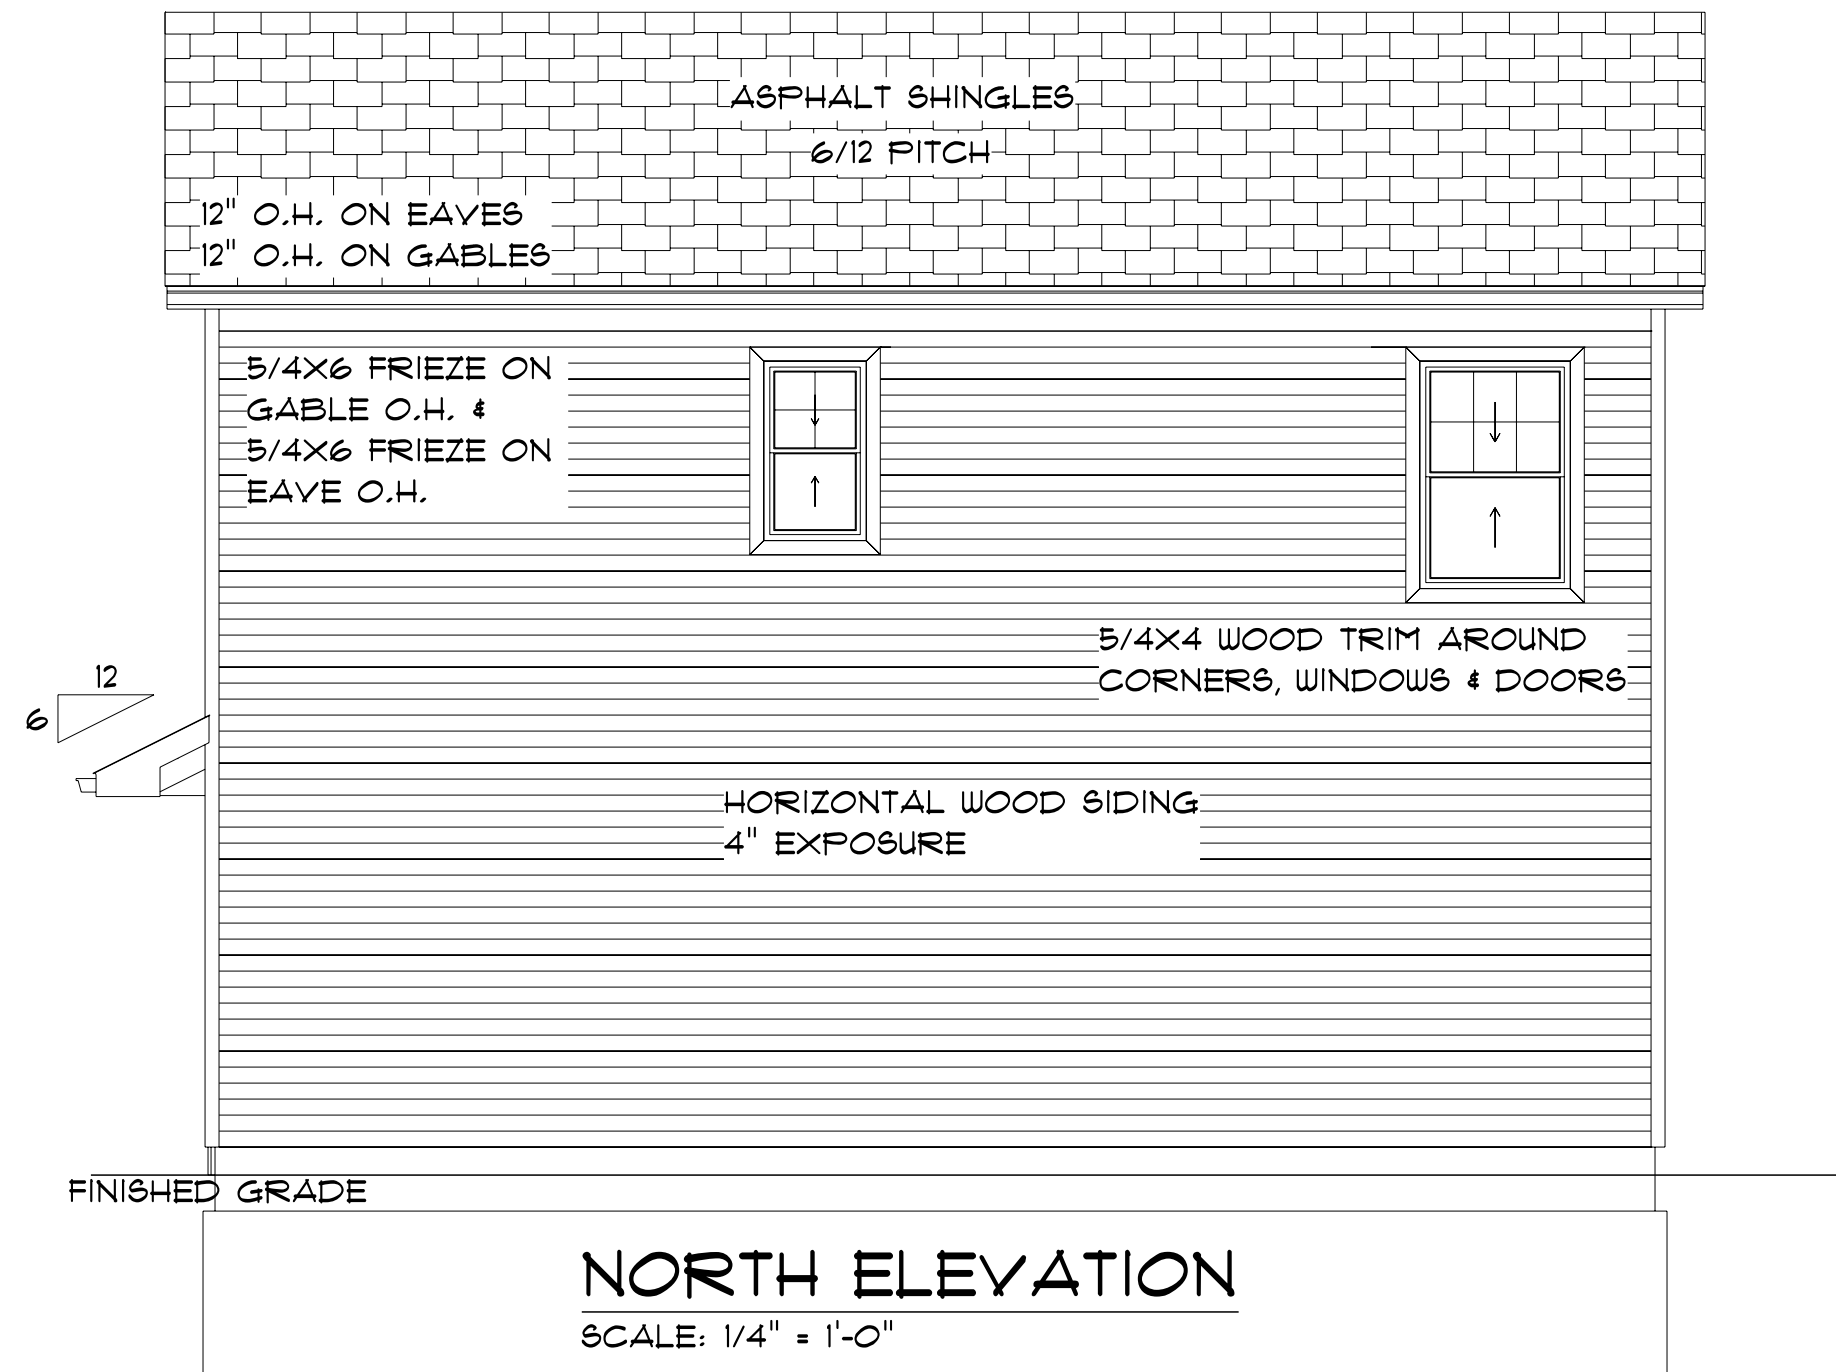 ASPHALT SHINGLES
6/12 PITCH
12" O.H. ON EAVES
12" O.H. ON GABLES
5/4X6 FRIEZE ON
GABLE O.H. &
5/4X6 FRIEZE ON
EAVE O.H.
5/4X4 WOOD TRIM AROUND
CORNERS, WINDOWS & DOORS
12
6
HORIZONTAL WOOD SIDING
4" EXPOSURE
FINISHED GRADE
NORTH ELEVATION
SCALE: 1/4" = 1'-0"